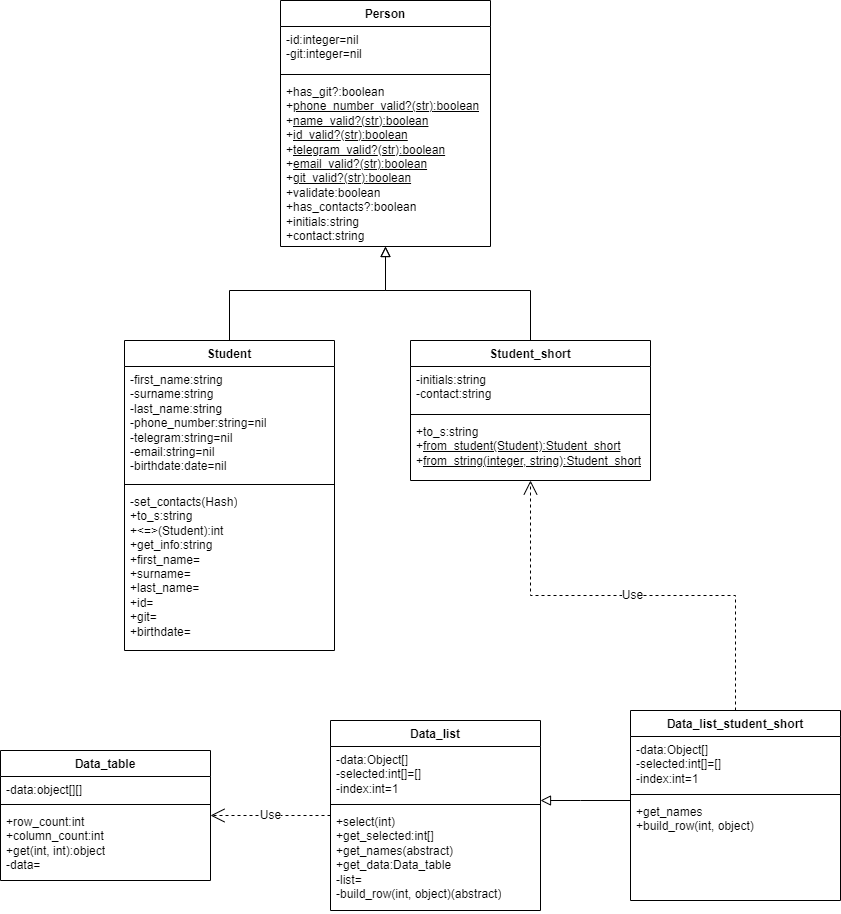 Person
-id:integer=nil
-git:integer=nil
+has_git?:boolean
+phone_number_valid?(str):boolean
+name_valid?(str):boolean
+id_valid?(str):boolean
+telegram_valid?(str):boolean
+email_valid?(str):boolean
+git_valid?(str):boolean
+validate:boolean
+has_contacts?:boolean
+initials:string
+contact:string
Student
-first_name:string
-surname:string
-last_name:string
-phone_number:string=nil
-telegram:string=nil
-email:string=nil
-birthdate:date=nil
-set_contacts(Hash)
+to_s:string
+<=>(Student):int
+get_info:string
+first_name=
+surname=
+last_name=
+id=
+git=
+birthdate=
Student_short
-initials:string
-contact:string
+to_s:string
+from_student(Student):Student_short
+from_string(integer, string):Student_short
Use
Data_table
-data:object[][]
+row_count:int
+column_count:int
+get(int, int):object
-data=
Use
Data_list
-data:Object[]
-selected:int[]=[]
-index:int=1
+select(int)
+get_selected:int[]
+get_names(abstract)
+get_data:Data_table
-list=
-build_row(int, object)(abstract)
Data_list_student_short
-data:Object[]
-selected:int[]=[]
-index:int=1
+get_names
+build_row(int, object)